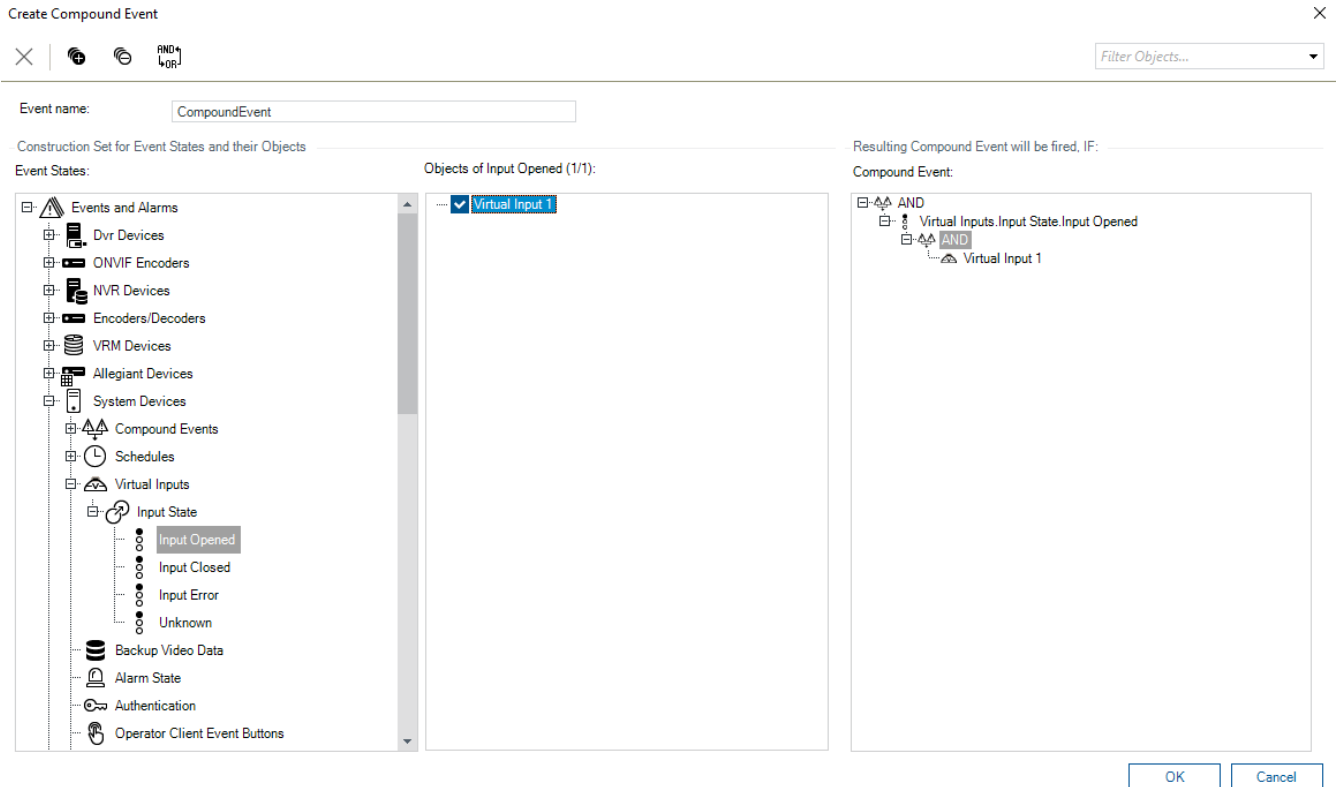 Create Compound Event
AND
OR
Filter Objects...
Event name:
CompoundEvent
Construction Set for Event States and their Objects
Resulting Compound Event will be fired, IF:
Event States:
Objects of Input Opened (1/1):
Compound Event:
Events and Alarms
Dvr Devices
ONVIF Encoders
NVR Devices
Encoders/Decoders
VRM Devices
Allegiant Devices
System Devices
Compound Events
Schedules
Virtual Inputs
Input State
Input Opened
Input Closed
Input Error
Unknown
Backup Video Data
Alarm State
Authentication
Operator Client Event Buttons
Virtual Input 1
AND
Virtual Inputs.Input State.Input Opened
AND
Virtual Input 1
OK
Cancel